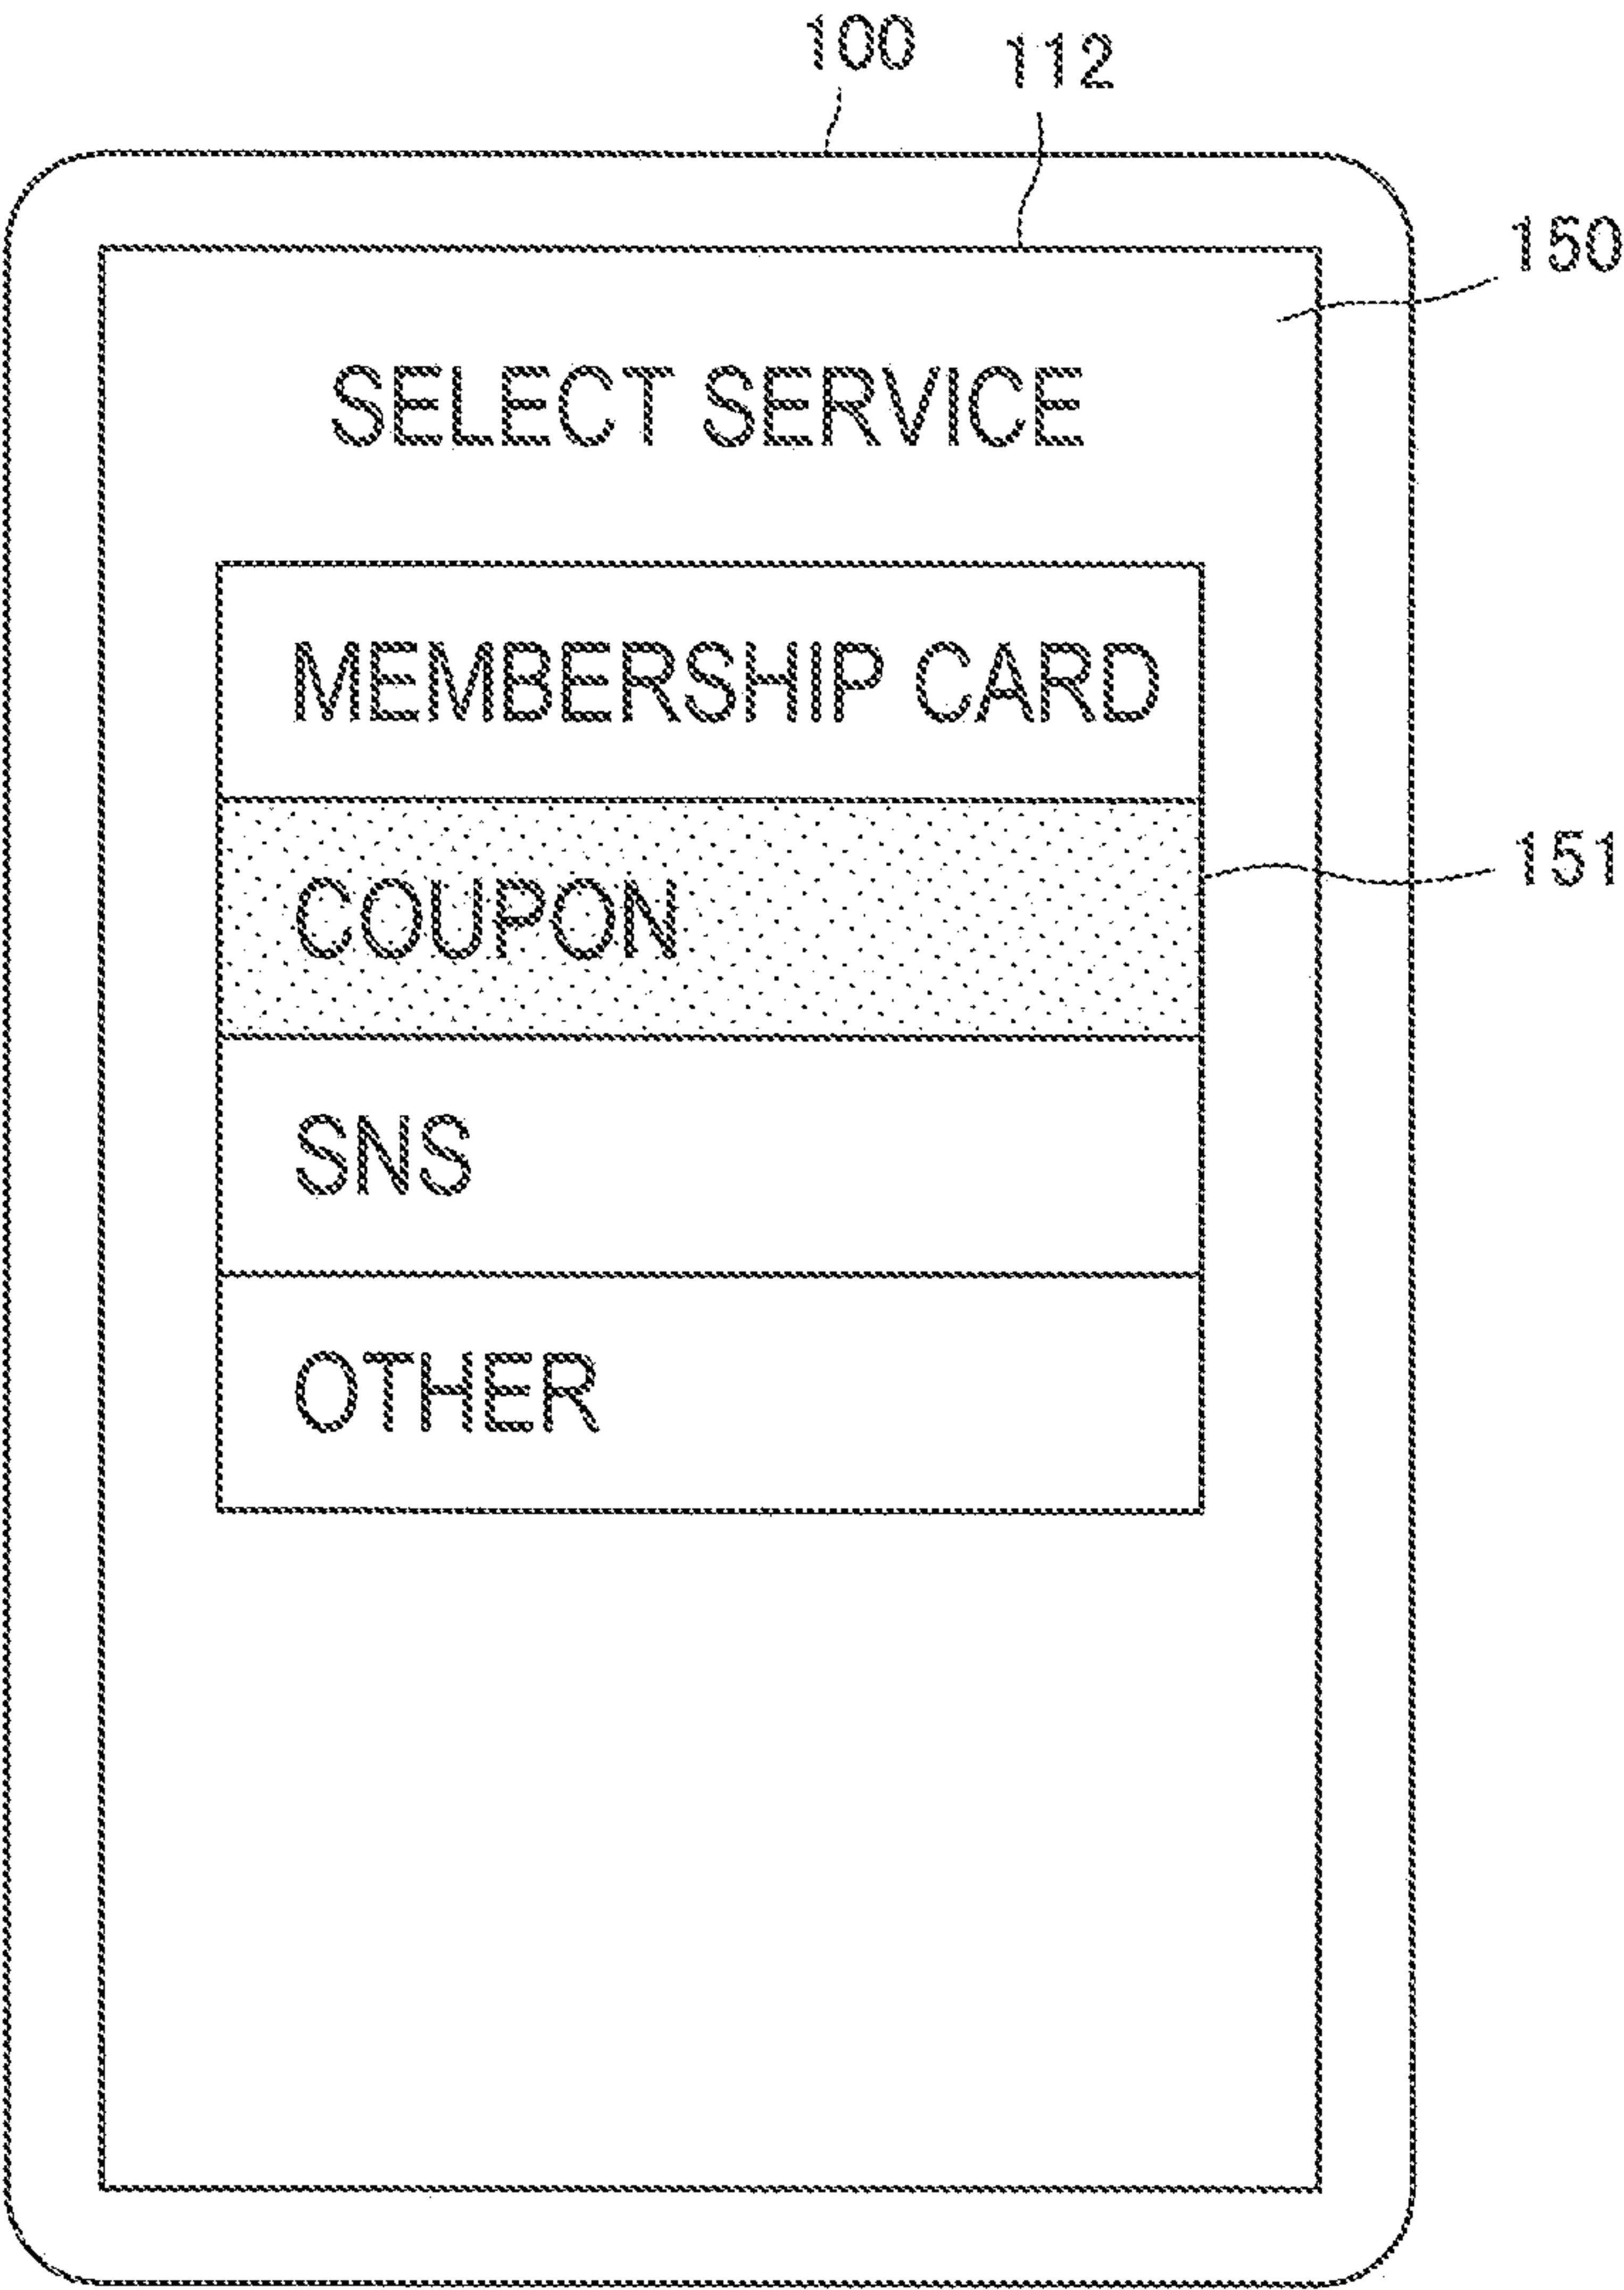 100
112
150
SELECT SERVICE
MEMBERSHIP CARD
COUPON
151
SNS
OTHER